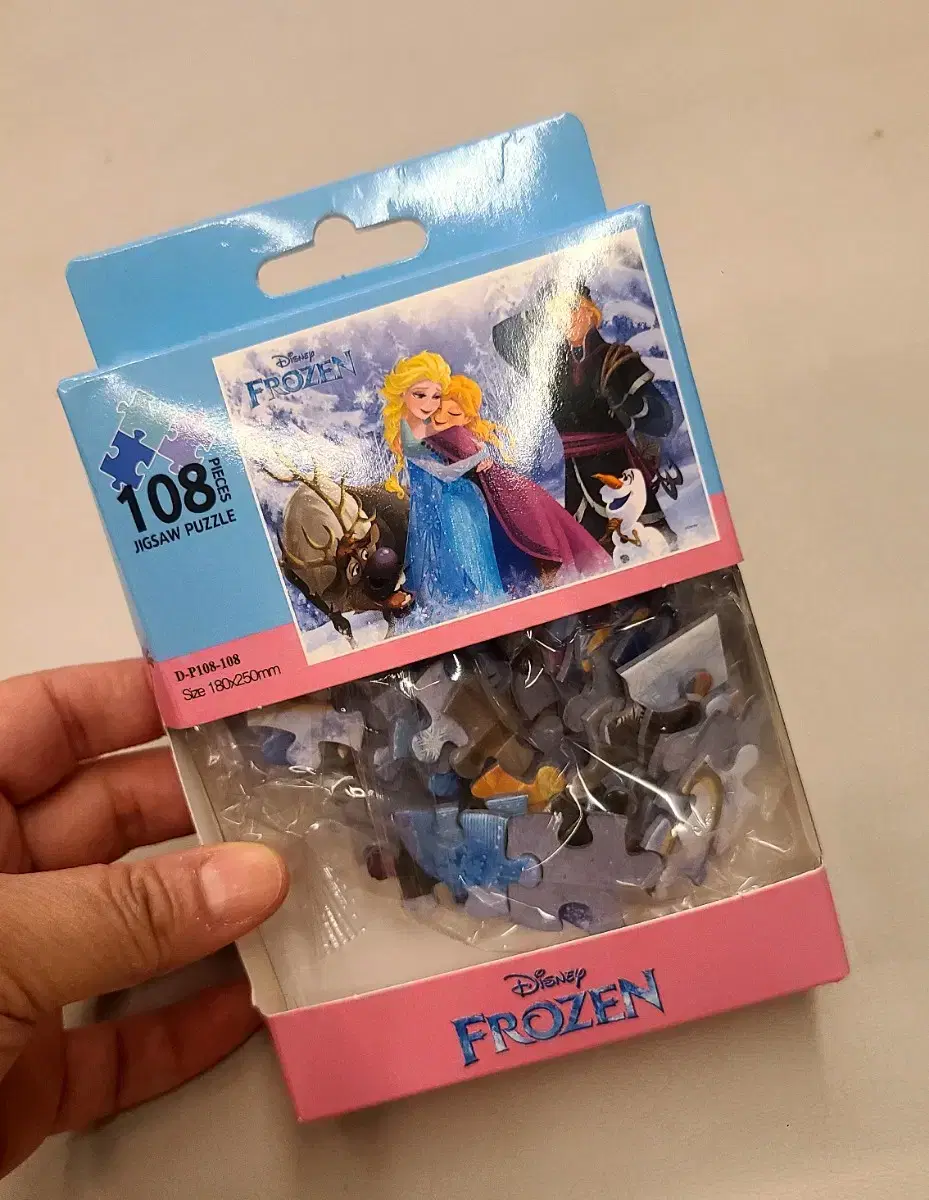 Disney
FROZEN
108 PIECES
JIGSAW PUZZLE
D-P108-108
Size 180x250mm
Disney
FROZEN